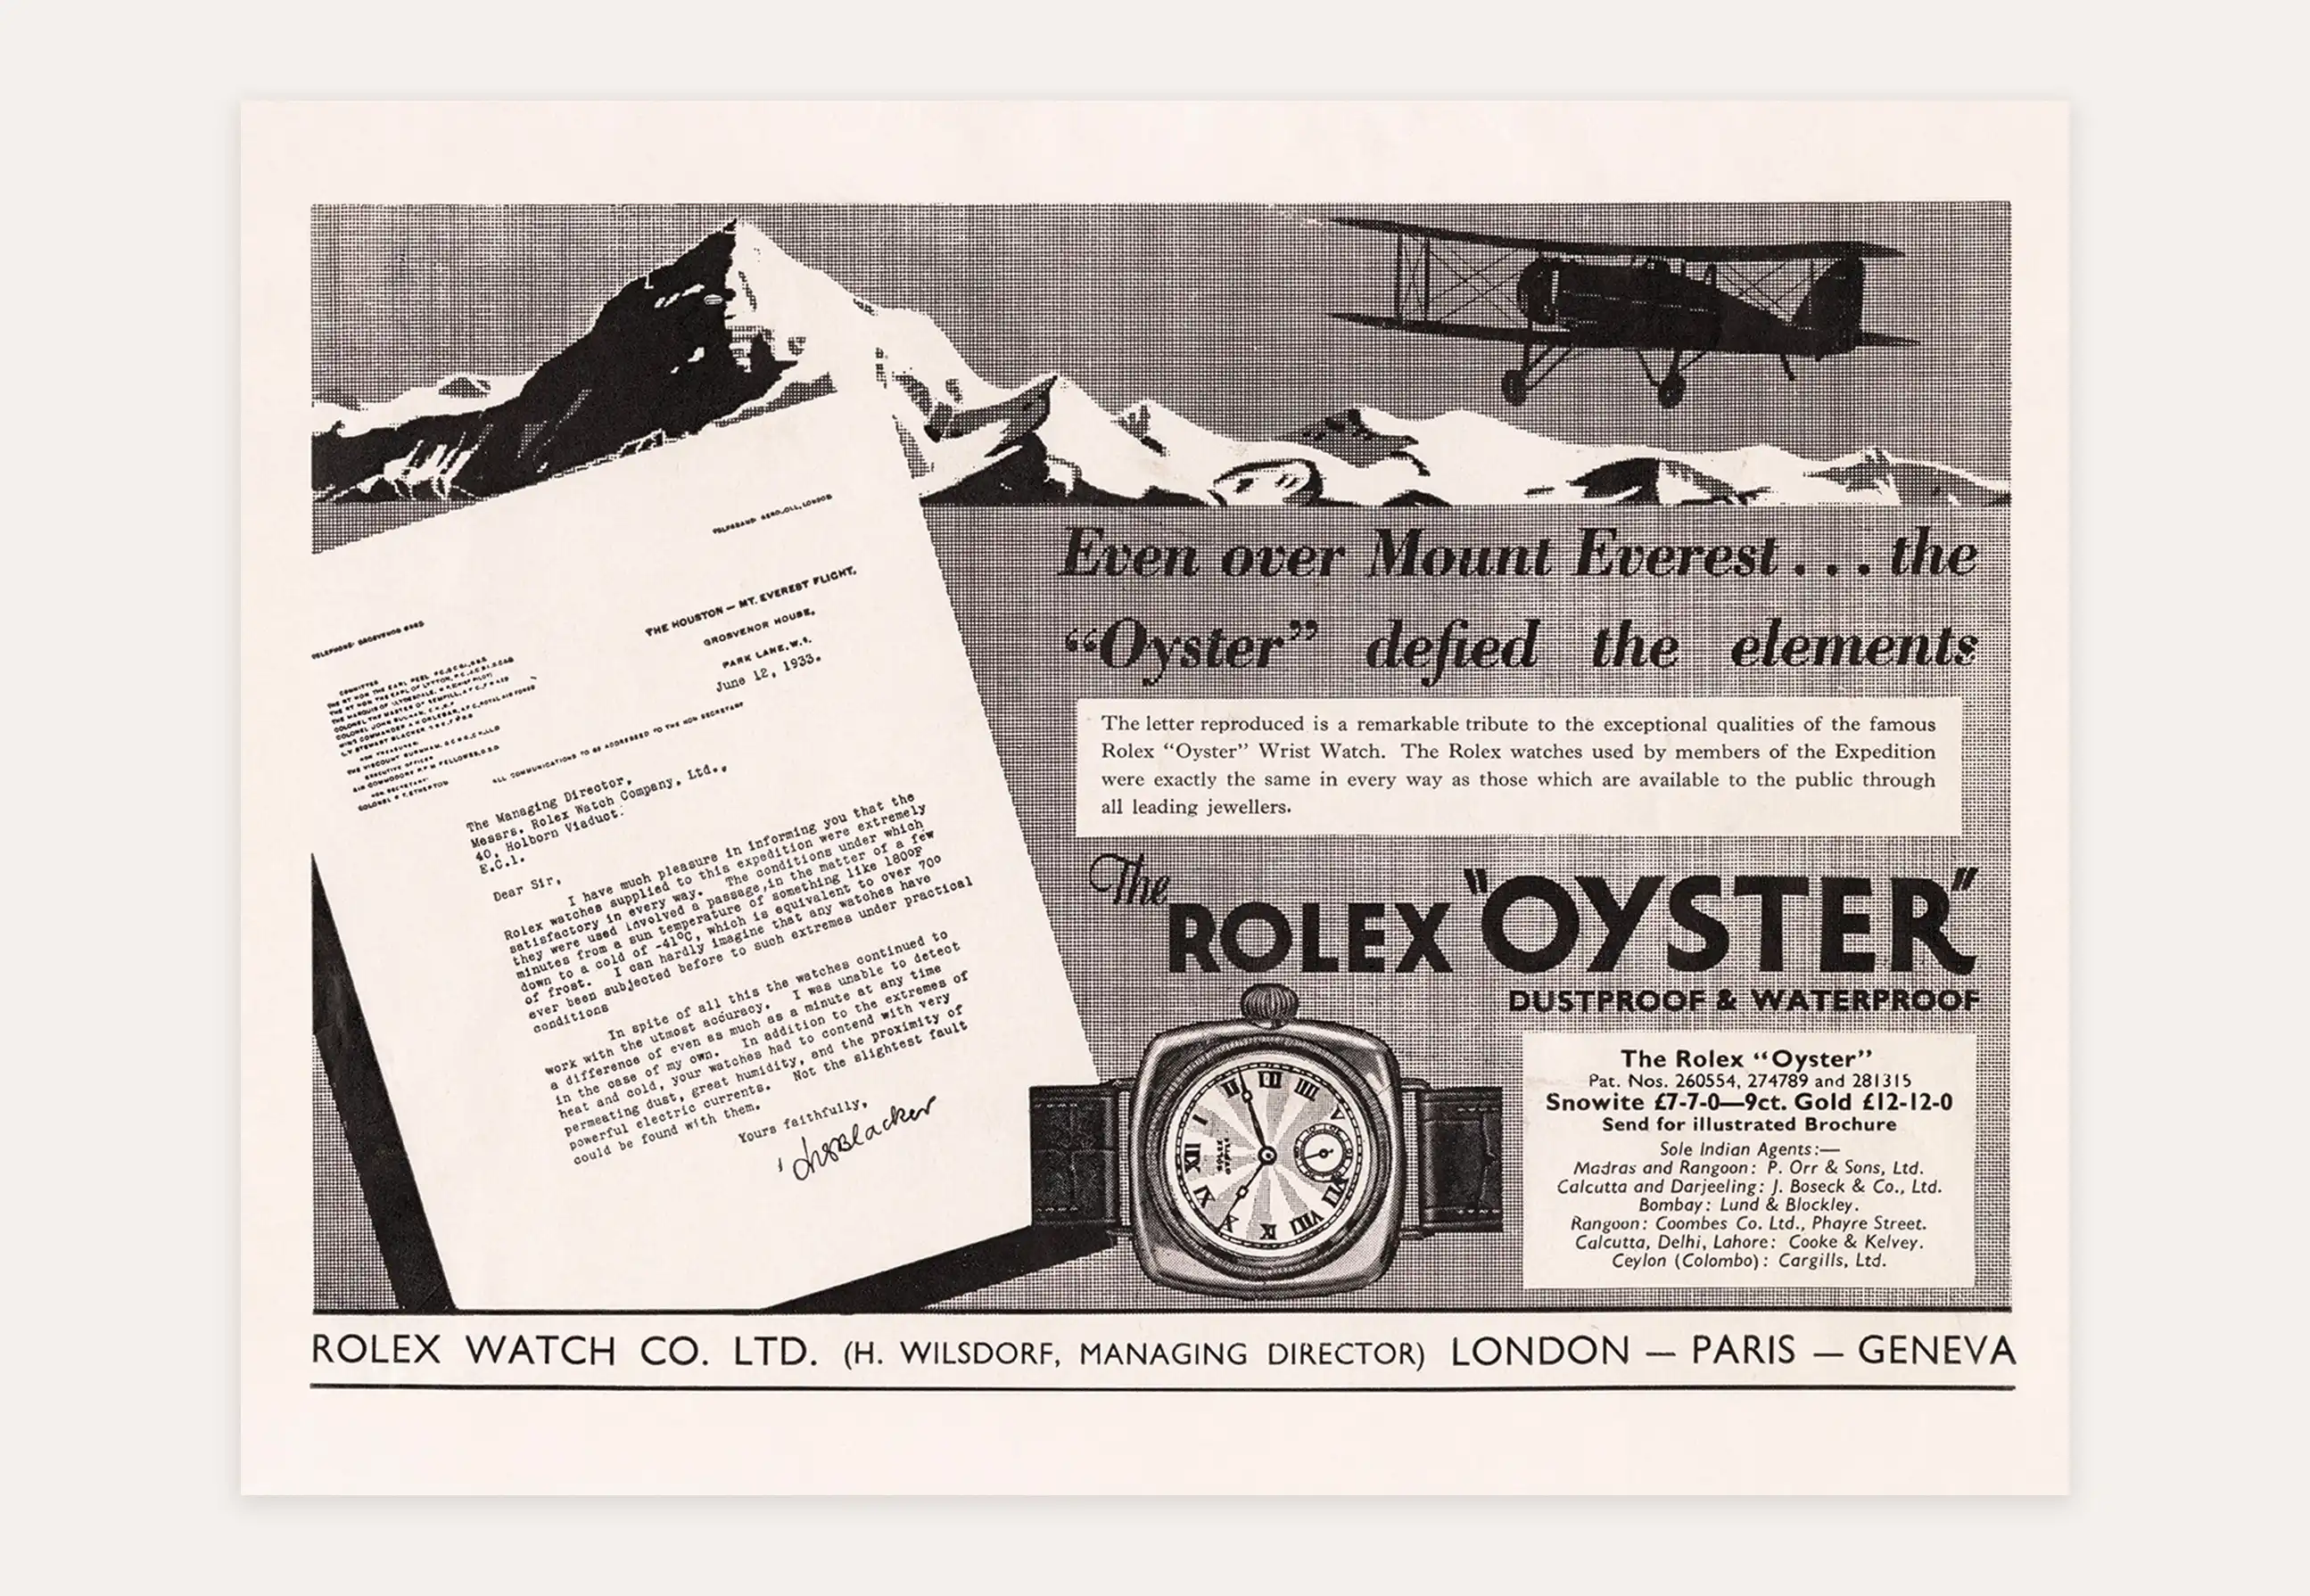 THE HOUSTON — MT. EVEREST FLIGHT.
GROSVENOR HOUSE,
PARK LANE, W.1.
June 12, 1933.
COMMITTEE
ALL COMMUNICATIONS TO BE ADDRESSED TO THE HON SECRETARY
The Managing Director,
Messrs. Rolex Watch Company, Ltd.,
40, Holborn Viaduct.
E.C.1.
Dear Sir,
I have much pleasure in informing you that the
Rolex watches supplied to this expedition were extremely
satisfactory in every way. The conditions under which
they were used involved a passage, in the matter of a few
minutes from a sun temperature of something like 180°F
down to a cold of -41°C, which is equivalent to over 70°
of frost. I can hardly imagine that any watches have
ever been subjected before to such extremes under practical
conditions
In spite of all this the watches continued to
work with the utmost accuracy. I was unable to detect
a difference of even as much as a minute at any time
in the case of my own. In addition to the extremes of
heat and cold, your watches had to contend with very
permeating dust, great humidity, and the proximity of
powerful electric currents. Not the slightest fault
could be found with them.
Yours faithfully,
Blacker
Even over Mount Everest . . . the
“Oyster” defied the elements
The letter reproduced is a remarkable tribute to the exceptional qualities of the famous
Rolex “Oyster” Wrist Watch. The Rolex watches used by members of the Expedition
were exactly the same in every way as those which are available to the public through
all leading jewellers.
The
ROLEX "OYSTER"
DUSTPROOF & WATERPROOF
The Rolex “Oyster”
Pat. Nos. 260554, 274789 and 281315
Snowite £7-7-0—9ct. Gold £12-12-0
Send for illustrated Brochure
Sole Indian Agents:—
Madras and Rangoon: P. Orr & Sons, Ltd.
Calcutta and Darjeeling: J. Boseck & Co., Ltd.
Bombay: Lund & Blockley.
Rangoon: Coombes Co. Ltd., Phayre Street.
Calcutta, Delhi, Lahore: Cooke & Kelvey.
Ceylon (Colombo): Cargills, Ltd.
ROLEX WATCH CO. LTD. (H. WILSDORF, MANAGING DIRECTOR) LONDON — PARIS — GENEVA